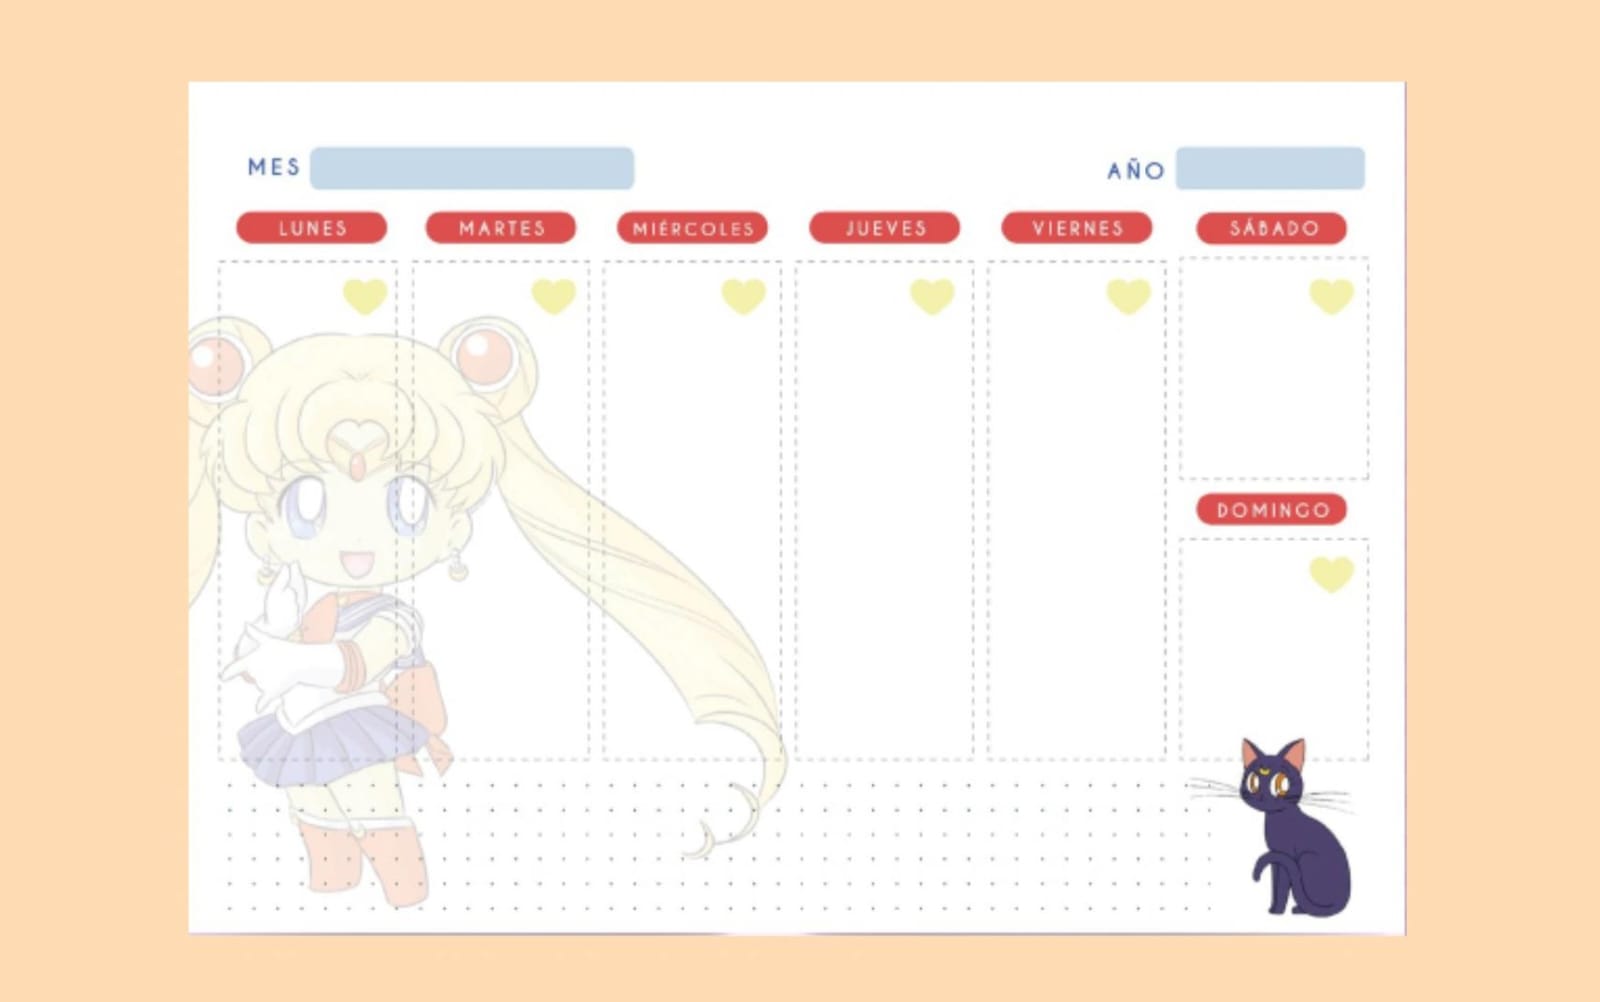 MES
AÑO
LUNES
MARTES
MIÉRCOLES
JUEVES
VIERNES
SÁBADO
DOMINGO